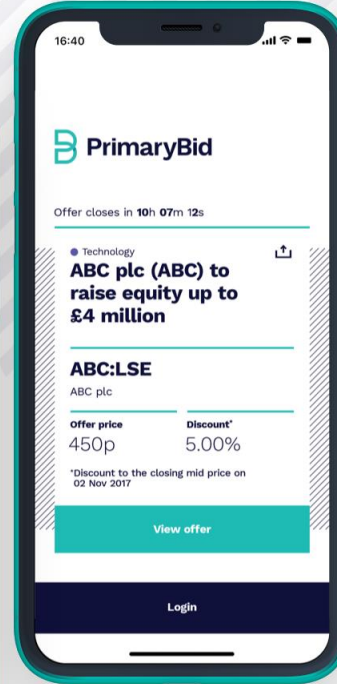 16:40
PrimaryBid
Offer closes in 10h 07m 12s
Technology
ABC plc (ABC) to
raise equity up to
£4 million
ABC:LSE
ABC plc
Offer price
Discount*
450p
5.00%
*Discount to the closing mid price on
02 Nov 2017
View offer
Login